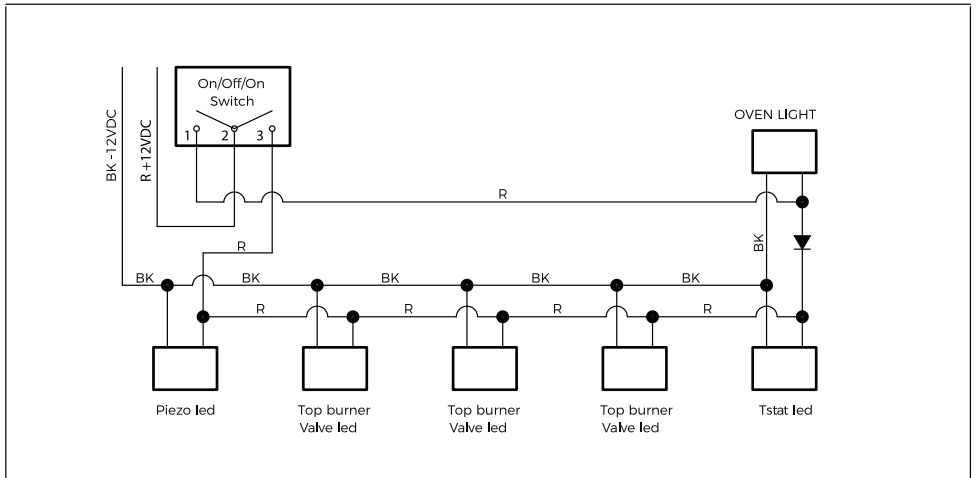 On/Off/On
Switch
1 2 3
BK -12VDC
R +12VDC
OVEN LIGHT
R
R
BK
BK BK BK BK BK
R R R R
Piezo led
Top burner
Valve led
Top burner
Valve led
Top burner
Valve led
Tstat led